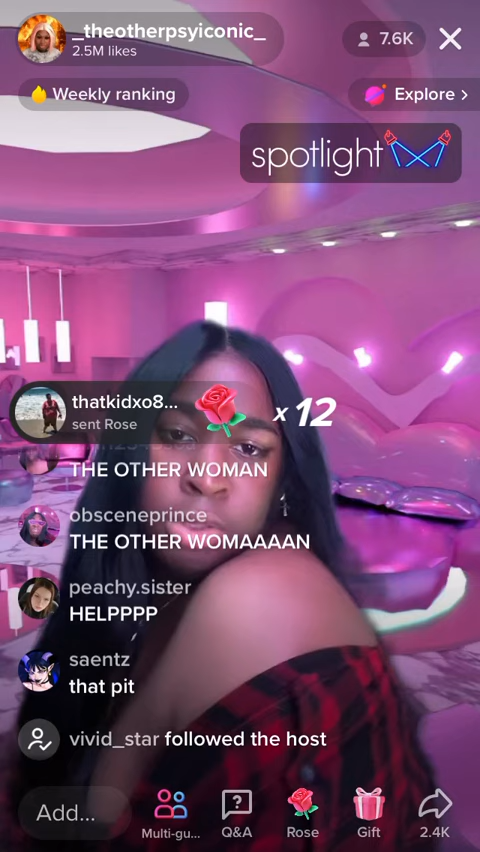 _theotherpsyiconic_
2.5M likes
7.6K
Weekly ranking
Explore >
spotlight
thatkidxo8...
sent Rose
x 12
THE OTHER WOMAN
obsceneprince
THE OTHER WOMAAAAN
peachy.sister
HELPPPP
saentz
that pit
vivid_star followed the host
Add...
Multi-gu...
Q&A
Rose
Gift
2.4K